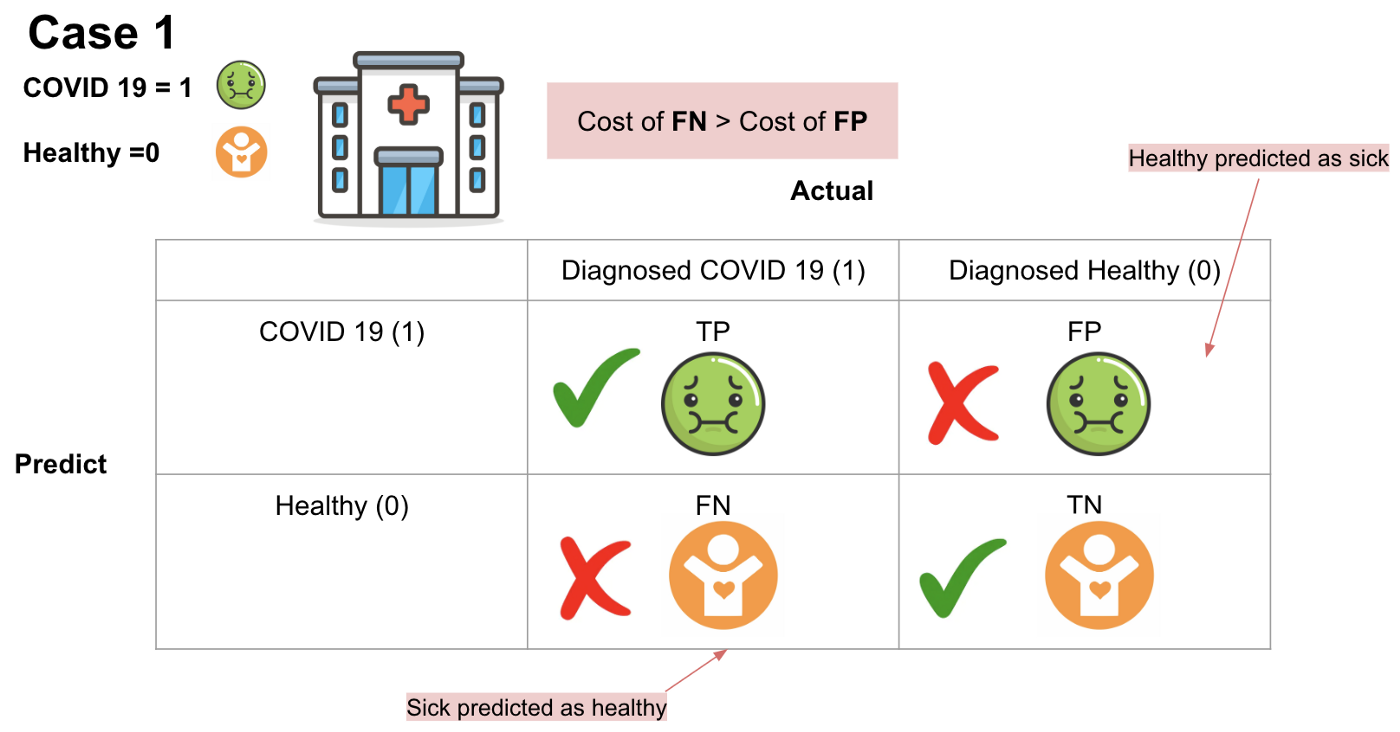 Case 1
COVID 19 = 1
Healthy =0
Cost of FN > Cost of FP
Healthy predicted as sick
Actual
Diagnosed COVID 19 (1)
Diagnosed Healthy (0)
COVID 19 (1)
TP
FP
Predict
Healthy (0)
FN
TN
Sick predicted as healthy